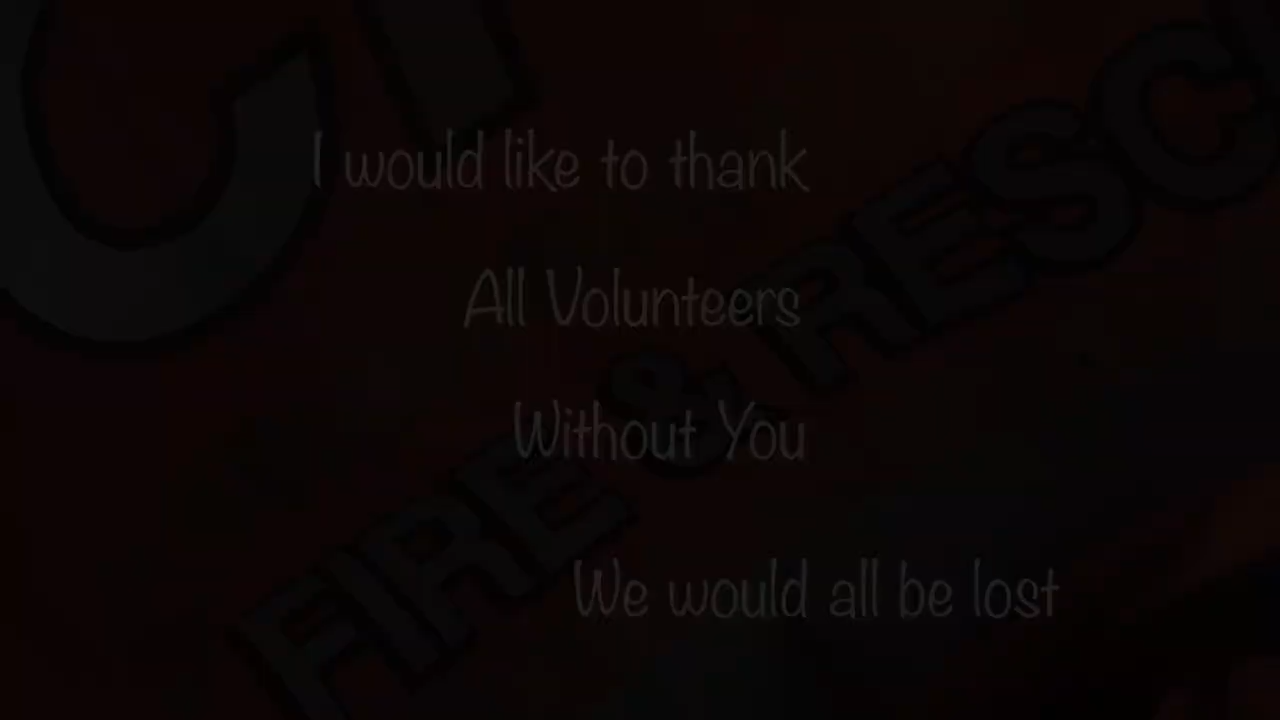 I would like to thank
All Volunteers
Without You
We would all be lost
FIRE & RESC